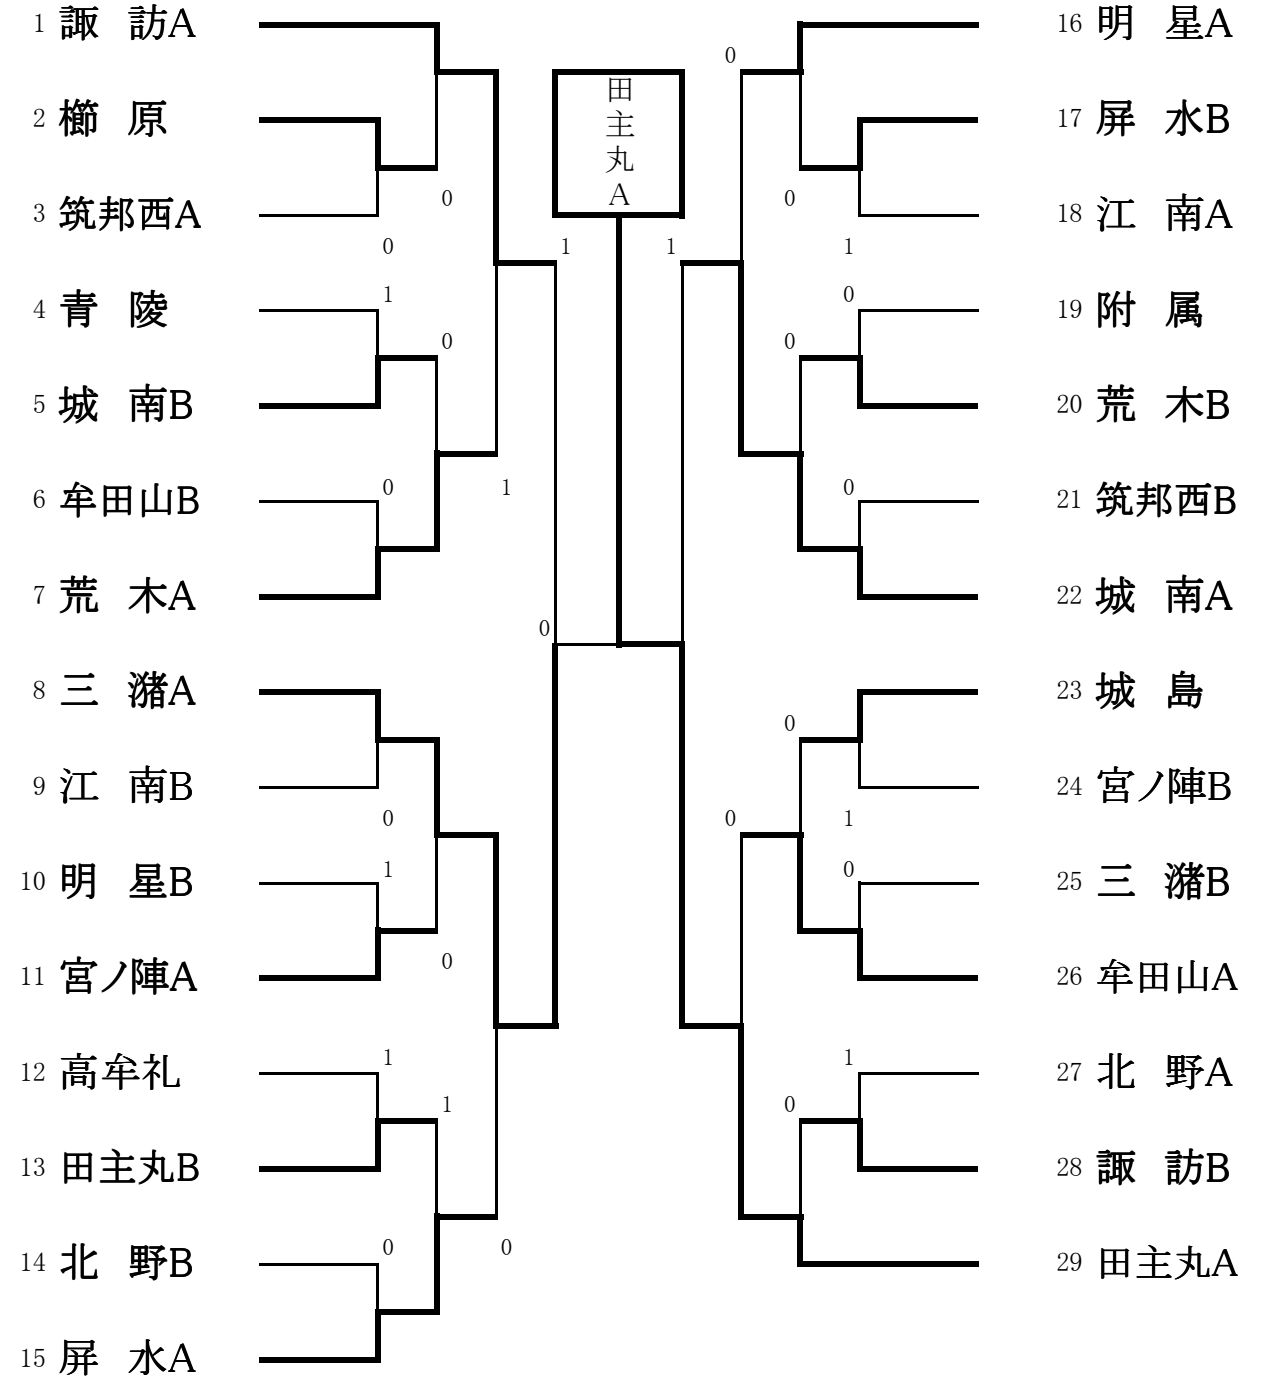 1 諏 訪A
2 櫛 原
3 筑邦西A
4 青 陵
5 城 南B
6 牟田山B
7 荒 木A
8 三 潴A
9 江 南B
10 明 星B
11 宮ノ陣A
12 高牟礼
13 田主丸B
14 北 野B
15 屏 水A
0
0
1
0
0
1
0
1
0
1
0
1
0
0
田主丸A
1
1
0
0
0
1
0
0
0
0
0
1
0
1
0
16 明 星A
17 屏 水B
18 江 南A
19 附 属
20 荒 木B
21 筑邦西B
22 城 南A
23 城 島
24 宮ノ陣B
25 三 潴B
26 牟田山A
27 北 野A
28 諏 訪B
29 田主丸A